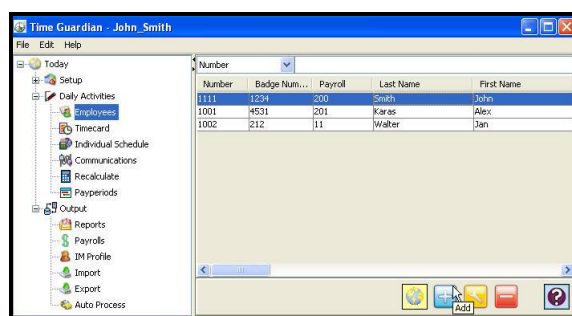 Time Guardian - John_Smith
File Edit Help
Today
Setup
Daily Activities
Employees
Timecard
Individual Schedule
Communications
Recalculate
Payperiods
Output
Reports
Payrolls
IM Profile
Import
Export
Auto Process
Number
Number Badge Num... Payroll Last Name First Name
1111 1234 200 Smith John
1001 4531 201 Karas Alex
1002 212 11 Walter Jan
Add